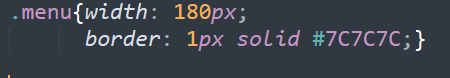 .menu{width: 180px;
border: 1px solid #7C7C7C;}